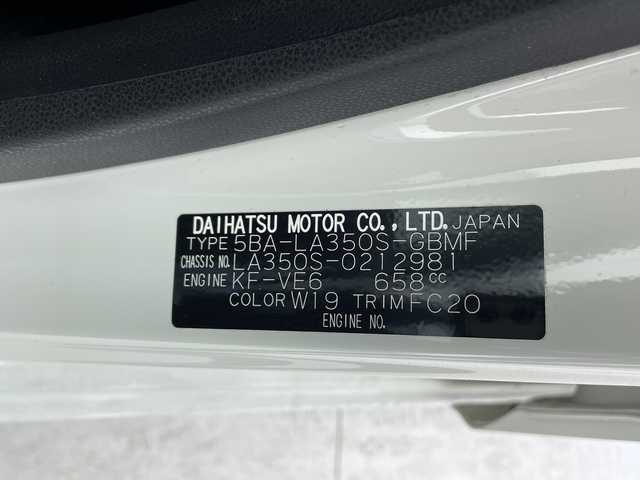 DAIHATSU MOTOR CO., LTD. JAPAN
TYPE 5BA-LA350S-GBMF
CHASSIS NO. LA350S-0212981
ENGINE KF-VE6 658cc
COLOR W19 TRIM FC20
ENGINE NO.